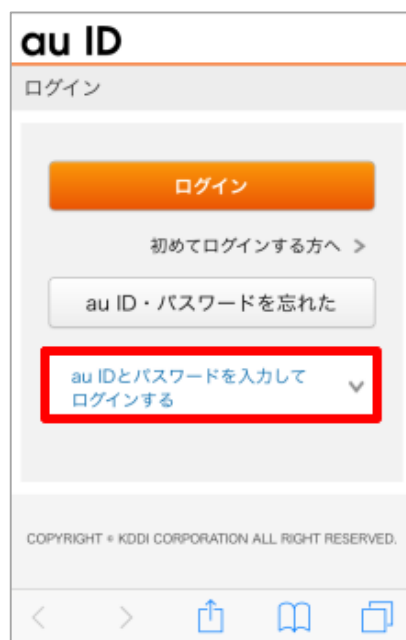 au ID
ログイン
ログイン
初めてログインする方へ >
au ID・パスワードを忘れた
au IDとパスワードを入力して
ログインする
COPYRIGHT © KDDI CORPORATION ALL RIGHT RESERVED.